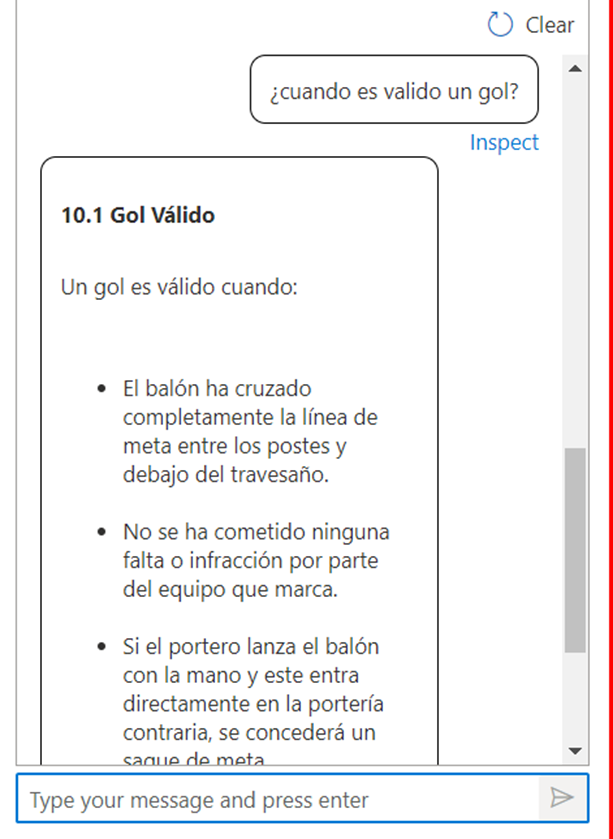 Clear
¿cuando es valido un gol?
Inspect
10.1 Gol Válido
Un gol es válido cuando:
• El balón ha cruzado
completamente la línea de
meta entre los postes y
debajo del travesaño.
• No se ha cometido ninguna
falta o infracción por parte
del equipo que marca.
• Si el portero lanza el balón
con la mano y este entra
directamente en la portería
contraria, se concederá un
saque de meta
Type your message and press enter